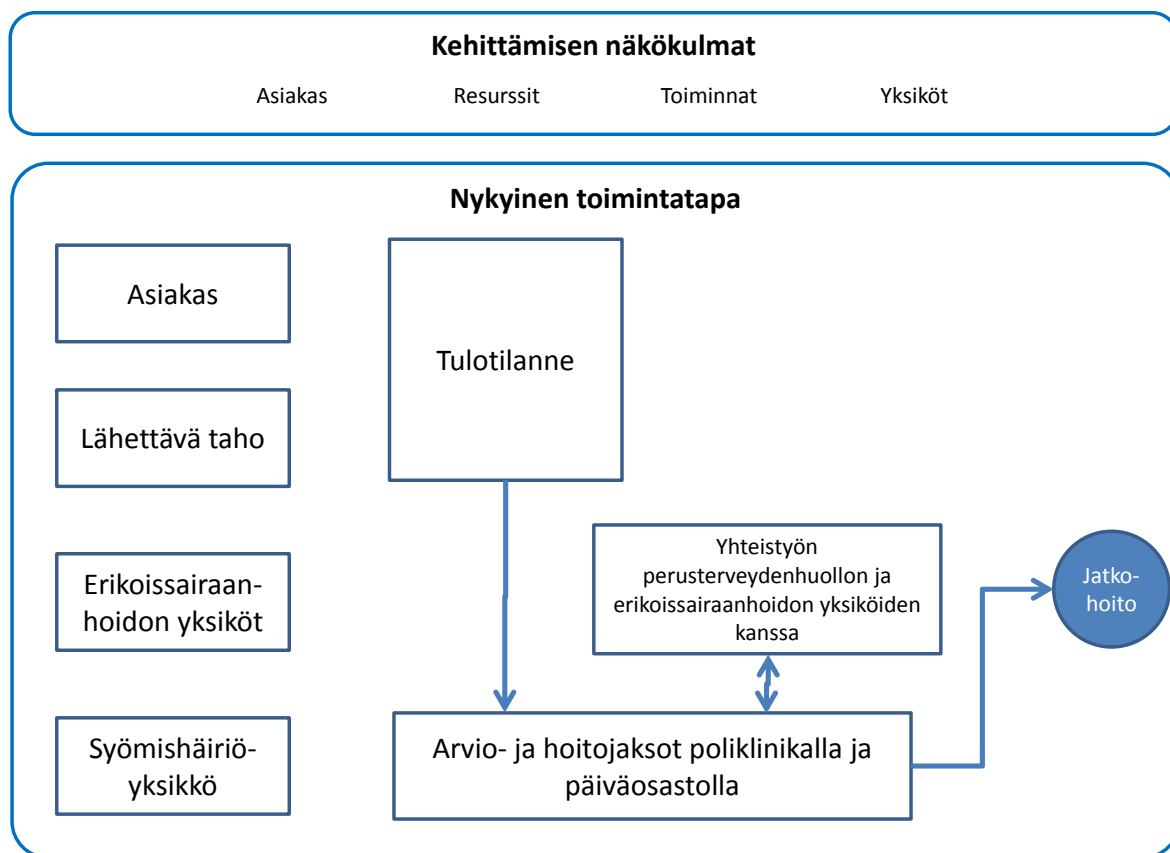 Kehittämisen näkökulmat
Asiakas Resurssit Toiminnat Yksiköt
Nykyinen toimintatapa
Asiakas
Tulotilanne
Lähettävä taho
Erikoissairaan-
hoidon yksiköt
Yhteistyön
perusterveydenhuollon ja
erikoissairaanhoidon yksiköiden
kanssa
Jatko-
hoito
Syömishäiriö-
yksikkö
Arvio- ja hoitojaksot poliklinikalla ja
päiväosastolla